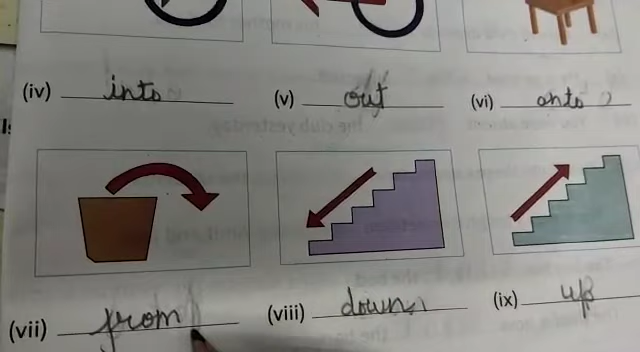 (iv) into (v) out (vi) onto
(vii) from (viii) down (ix) up